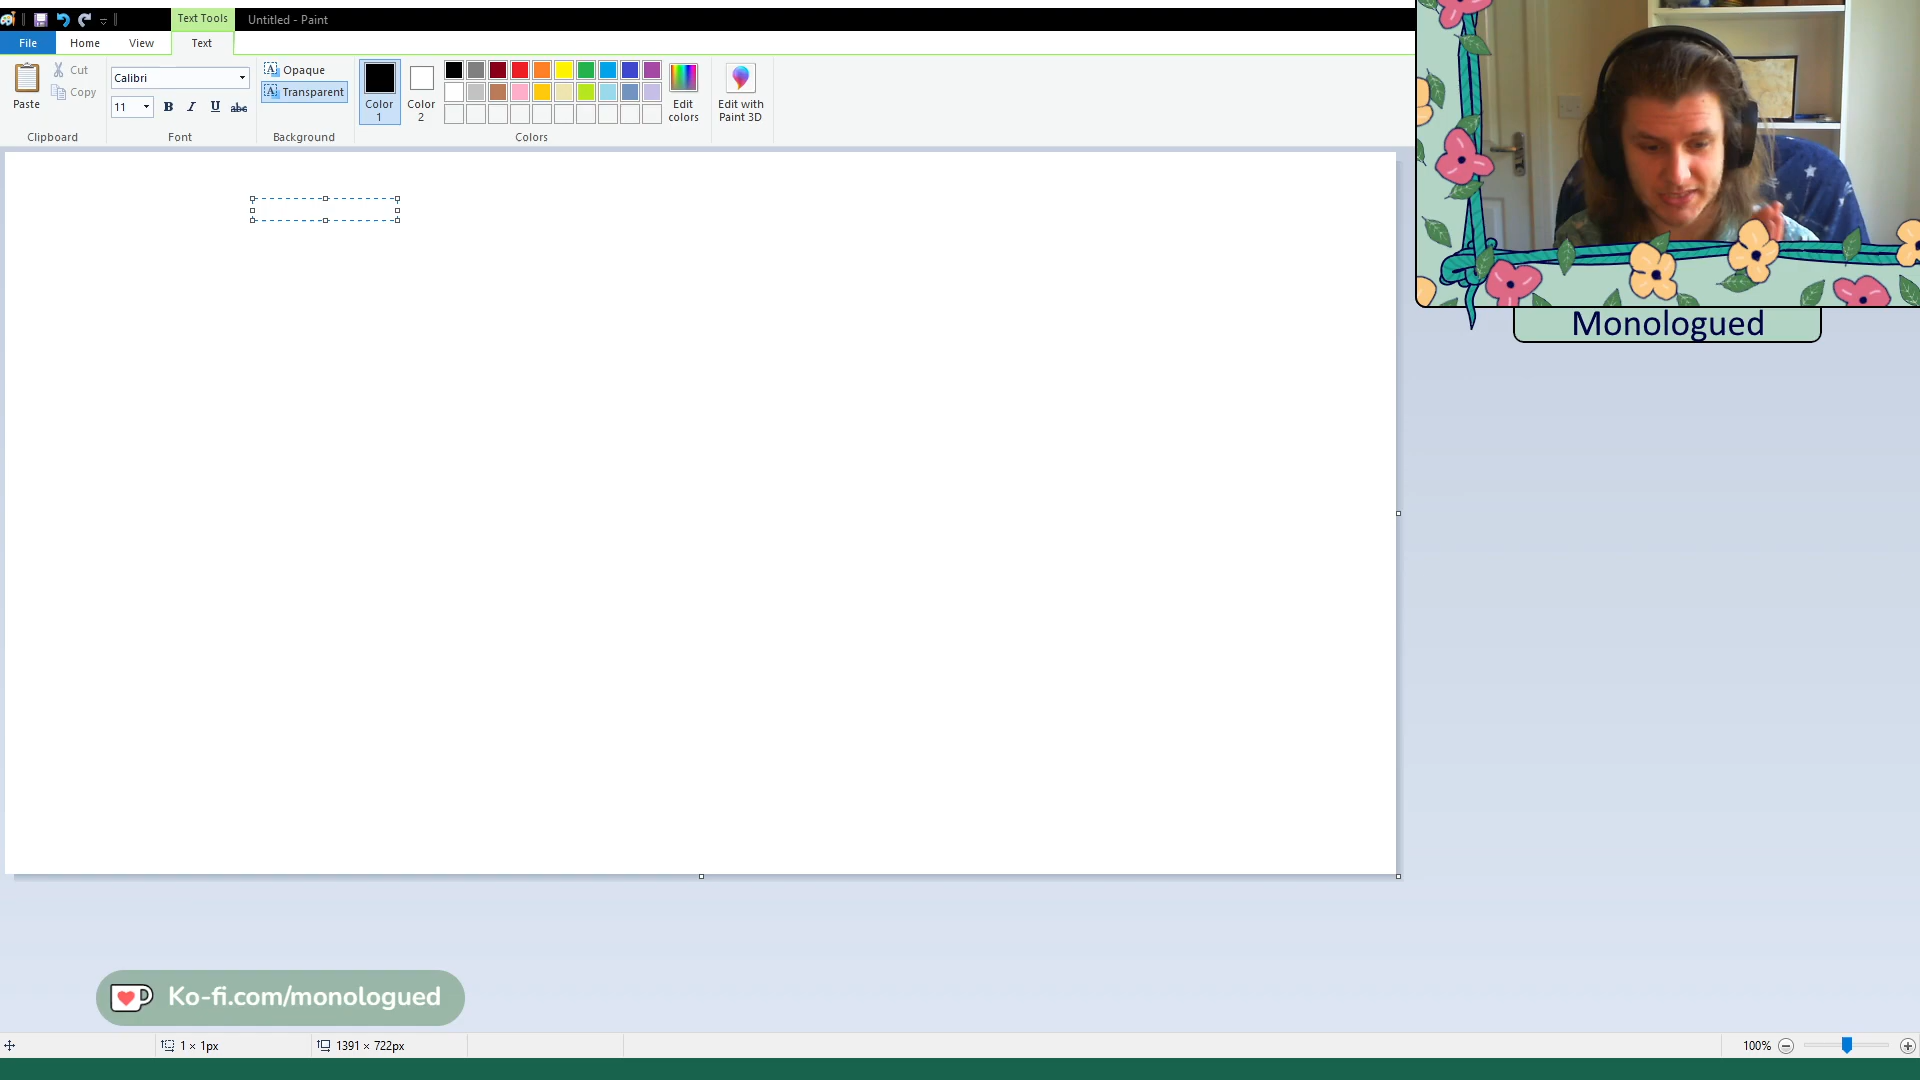 Text Tools
Untitled - Paint
File
Home
View
Text
Paste
Cut
Copy
Clipboard
Calibri
11
B I U abc
Font
Opaque
Transparent
Background
Color
1
Color
2
Edit
colors
Colors
Edit with
Paint 3D
Monologued
Ko-fi.com/monologued
1 × 1px
1391 × 722px
100%